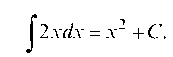 ∫2xdx = x² + C.